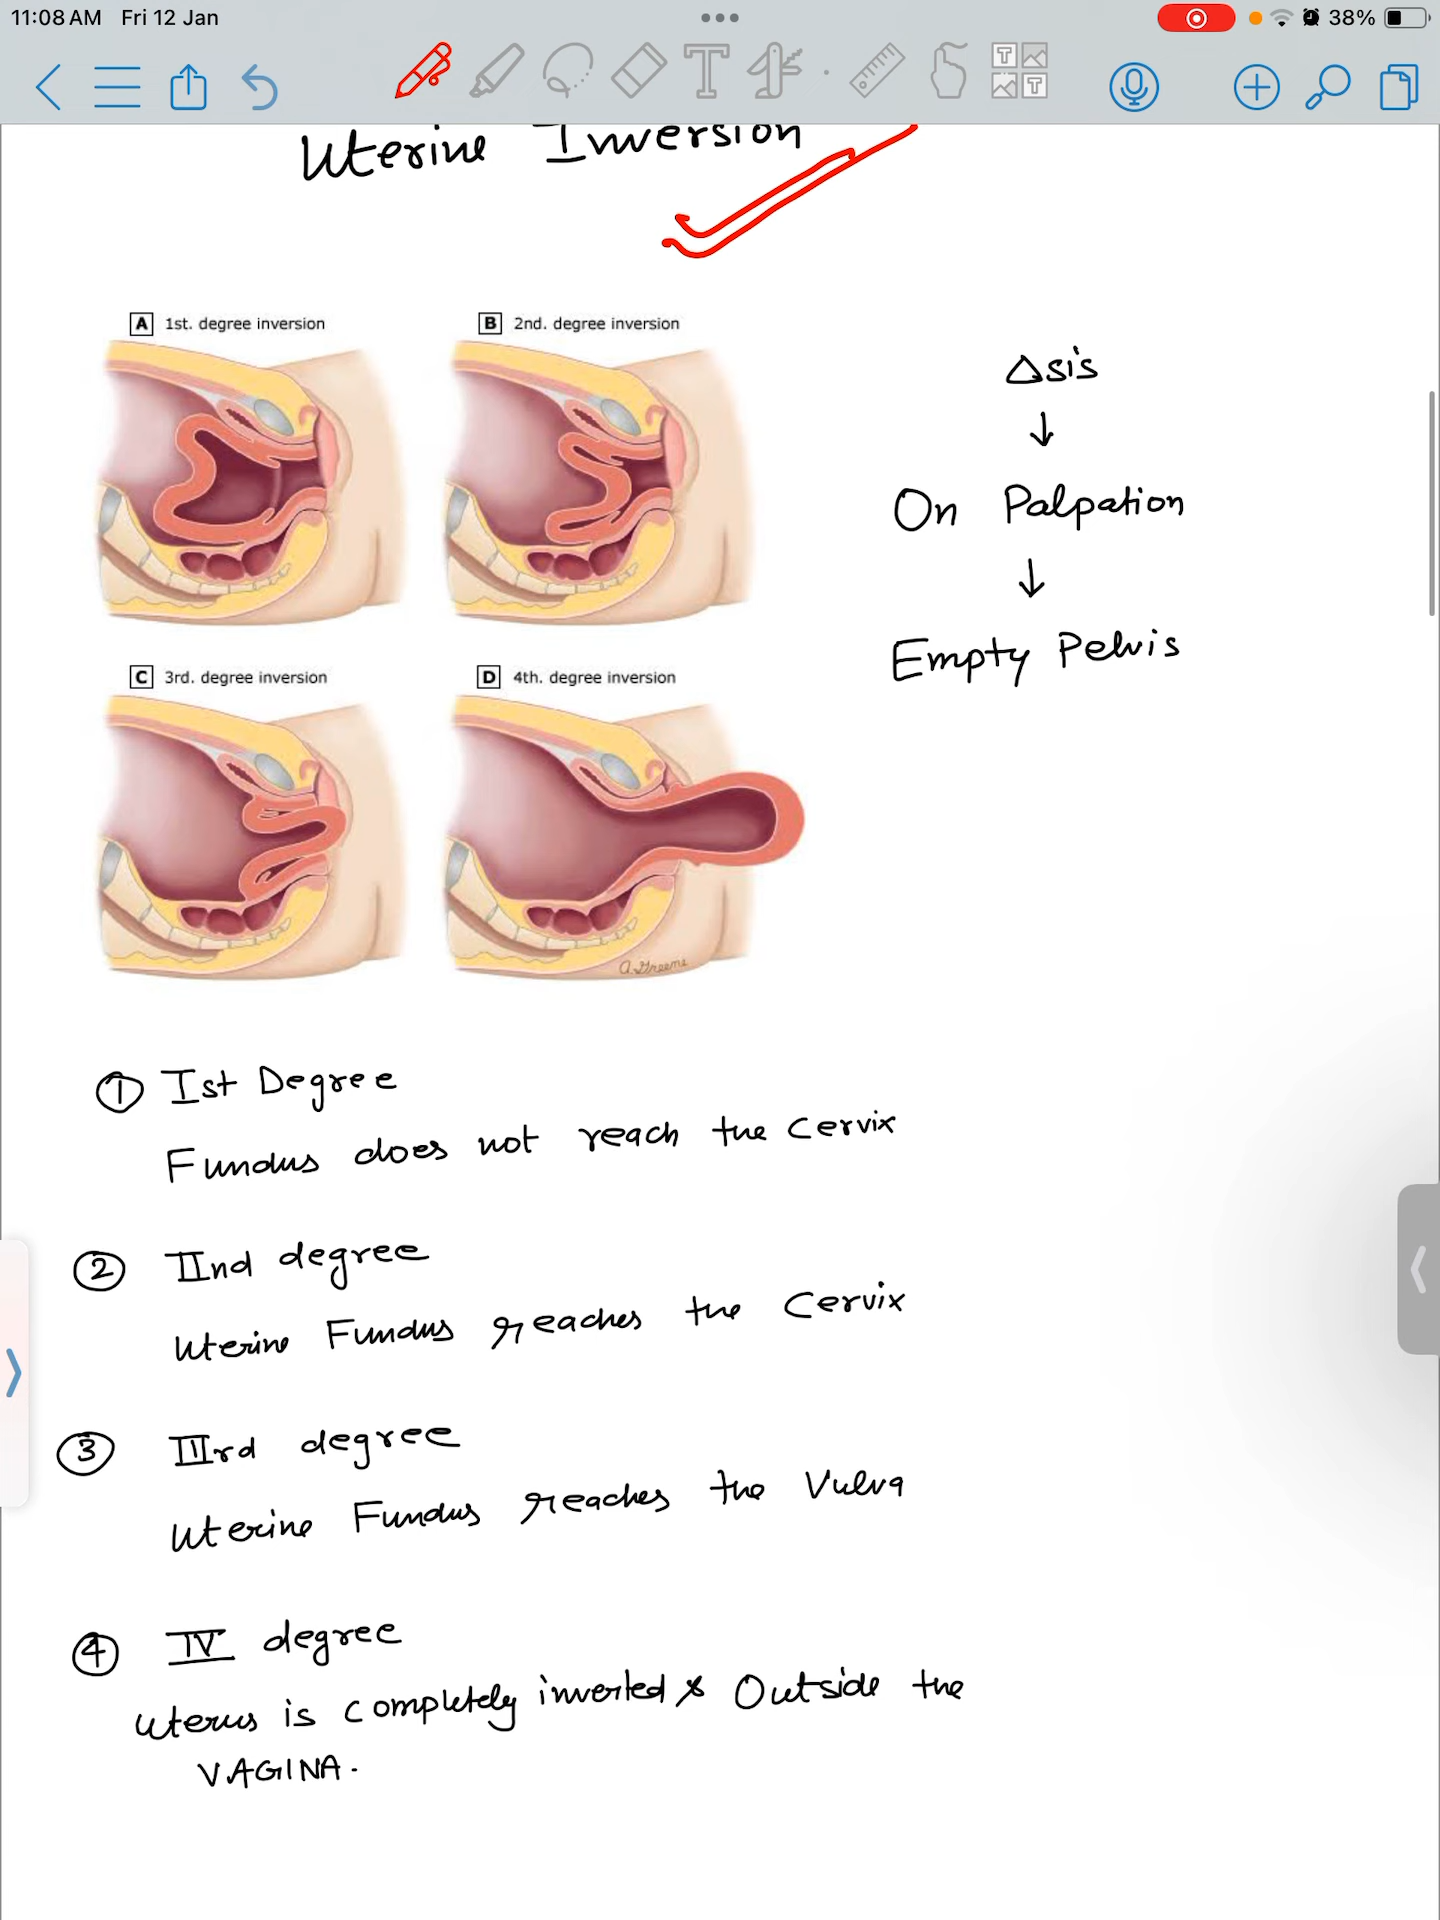 11:08 AM Fri 12 Jan
38%
Uterine Inversion
A 1st. degree inversion
B 2nd. degree inversion
C 3rd. degree inversion
D 4th. degree inversion
Δsis
↓
On Palpation
↓
Empty Pelvis
① Ist Degree
Fundus does not reach the cervix
② IInd degree
Uterine Fundus reaches the Cervix
③ IIIrd degree
Uterine Fundus reaches the Vulva
④ IV degree
Uterus is completely inverted & Outside the
VAGINA.